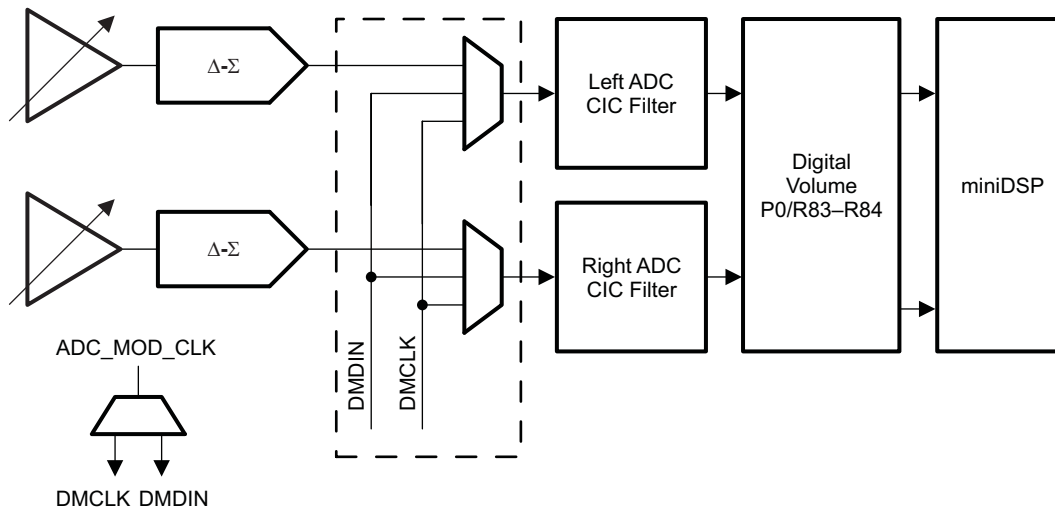 Δ-Σ
Left ADC
CIC Filter
Digital
Volume
P0/R83–R84
miniDSP
Δ-Σ
Right ADC
CIC Filter
DMDIN
DMCLK
ADC_MOD_CLK
DMCLK DMDIN